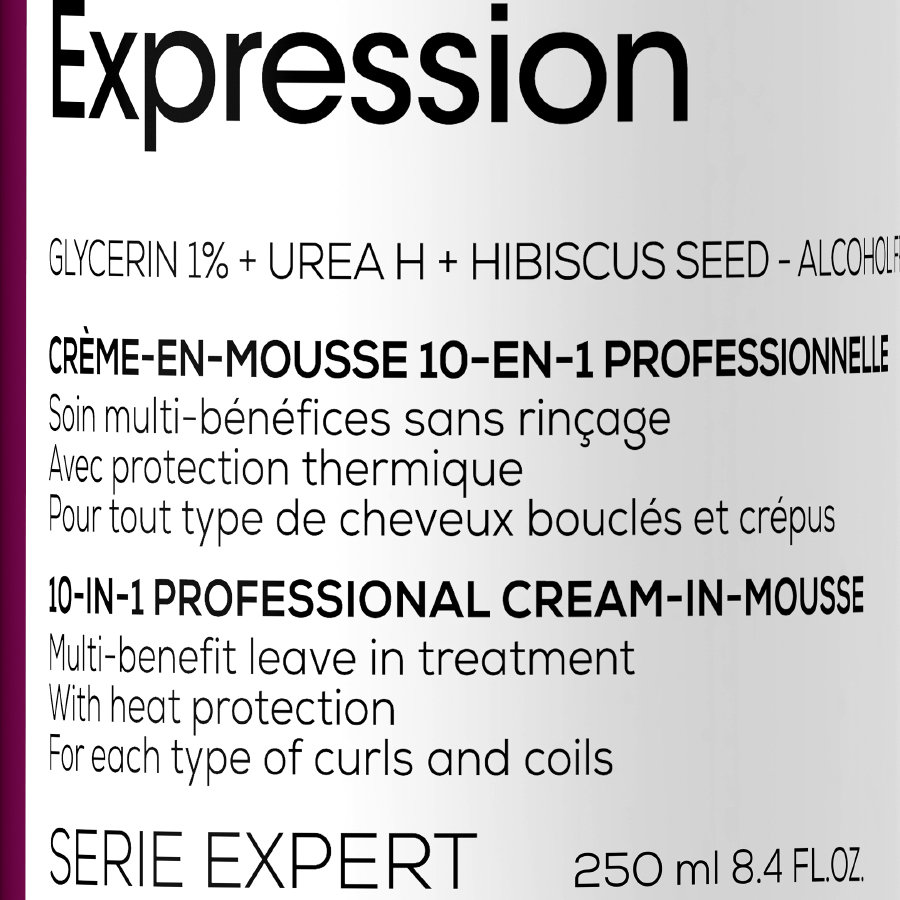 Expression
GLYCERIN 1% + UREA H + HIBISCUS SEED - ALCOHOL
CRÈME-EN-MOUSSE 10-EN-1 PROFESSIONNELLE
Soin multi-bénéfices sans rinçage
Avec protection thermique
Pour tout type de cheveux bouclés et crépus
10-IN-1 PROFESSIONAL CREAM-IN-MOUSSE
Multi-benefit leave in treatment
With heat protection
For each type of curls and coils
SERIE EXPERT 250 ml 8.4 FL.OZ.